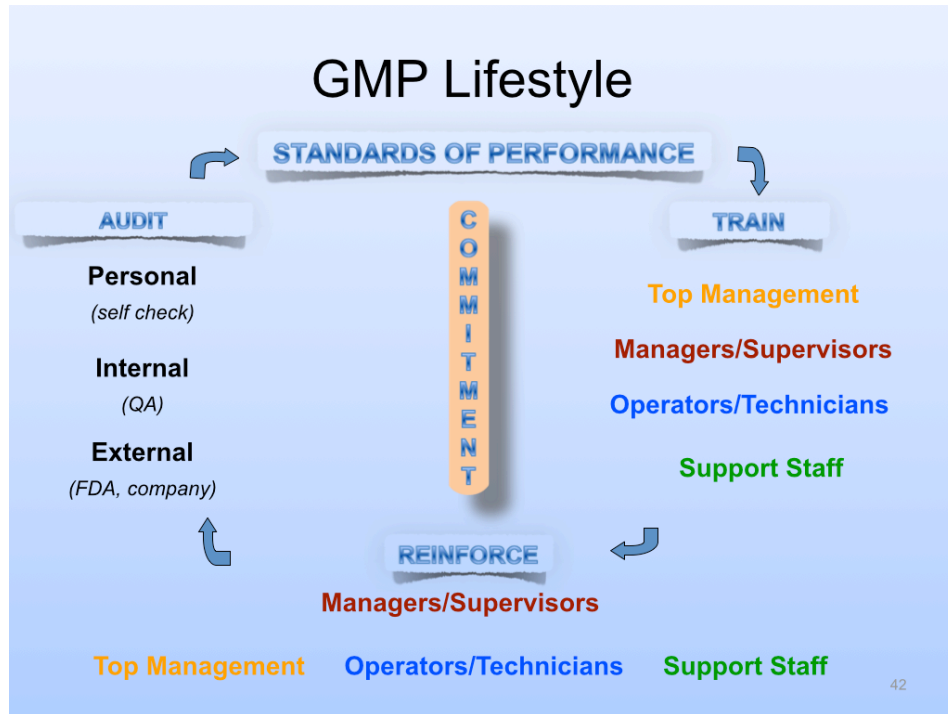 GMP Lifestyle
STANDARDS OF PERFORMANCE
AUDIT
Personal
(self check)
Internal
(QA)
External
(FDA, company)
COMMITMENT
TRAIN
Top Management
Managers/Supervisors
Operators/Technicians
Support Staff
REINFORCE
Managers/Supervisors
Top Management Operators/Technicians Support Staff
42